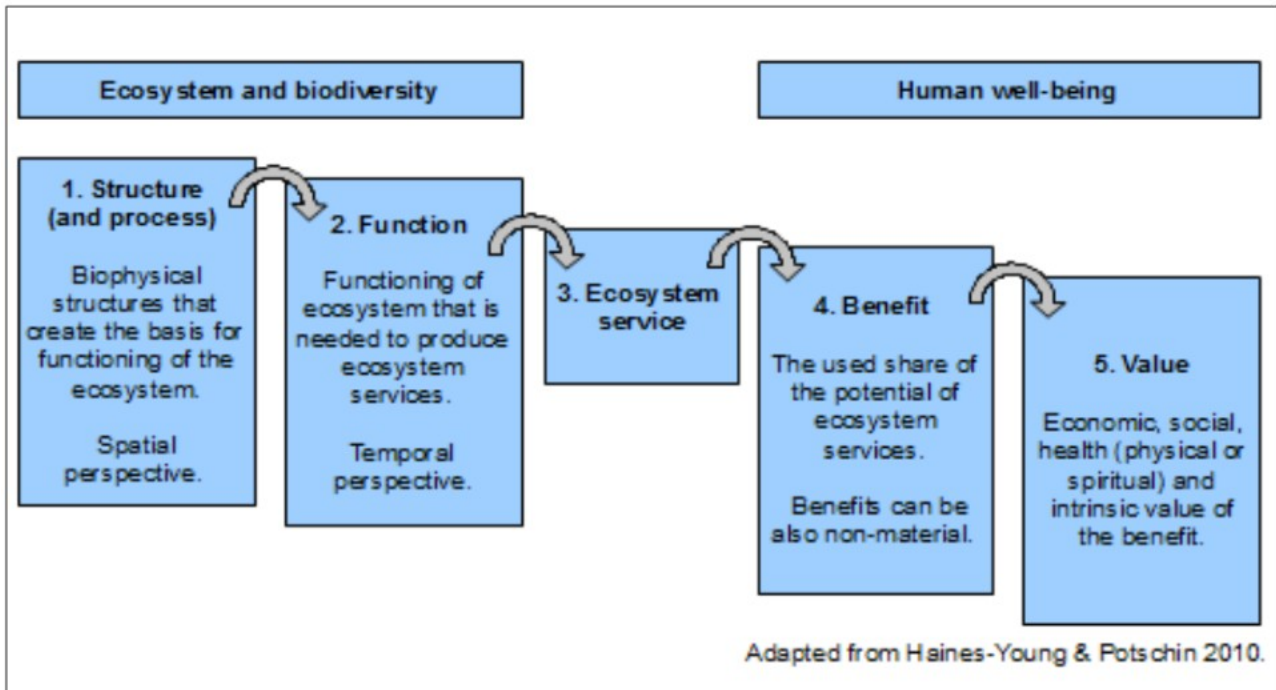 Ecosystem and biodiversity
Human well-being
1. Structure
(and process)
Biophysical
structures that
create the basis for
functioning of the
ecosystem.
Spatial
perspective.
2. Function
Functioning of
ecosystem that is
needed to produce
ecosystem
services.
Temporal
perspective.
3. Ecosystem
service
4. Benefit
The used share of
the potential of
ecosystem
services.
Benefits can be
also non-material.
5. Value
Economic, social,
health (physical or
spiritual) and
intrinsic value of
the benefit.
Adapted from Haines-Young & Potschin 2010.